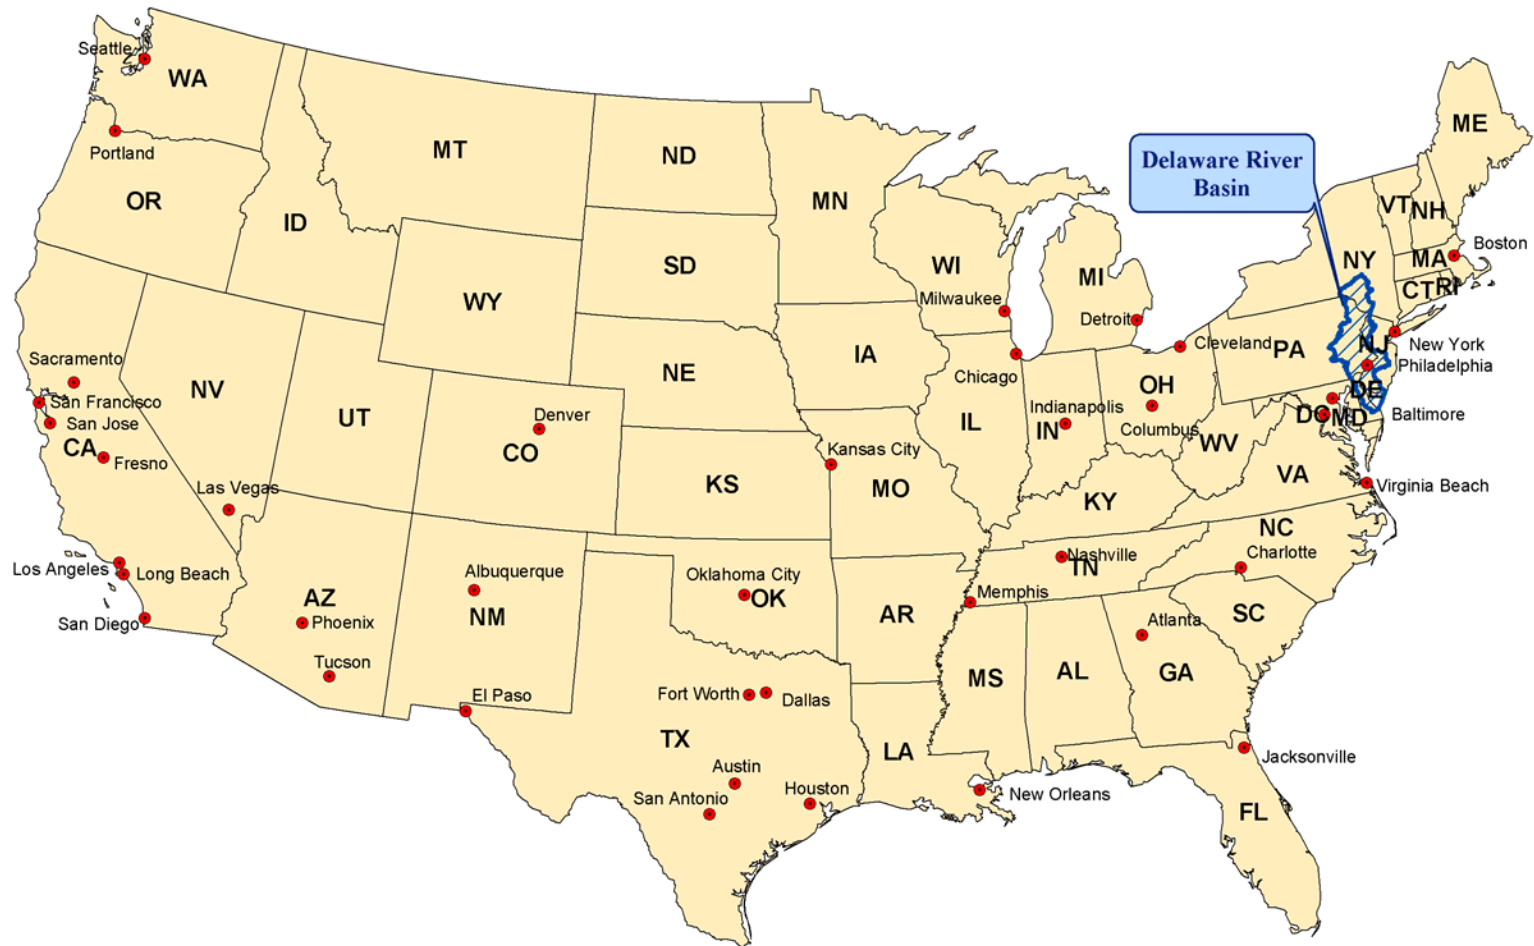 Seattle
WA
Portland
OR
MT
ND
MN
ME
Delaware River
Basin
ID
SD
WY
WI
MI
VT
NH
Boston
NY
MA
CT
RI
Milwaukee
Detroit
Cleveland
PA
NJ
New York
Philadelphia
Sacramento
San Francisco
San Jose
CA
Fresno
NV
UT
Denver
CO
NE
IA
Chicago
IL
Indianapolis
IN
OH
Columbus
WV
DE
DC
MD
Baltimore
Las Vegas
KS
Kansas City
MO
KY
VA
Virginia Beach
NC
Charlotte
Los Angeles
Long Beach
San Diego
AZ
Phoenix
Tucson
Albuquerque
NM
El Paso
Oklahoma City
OK
AR
Nashville
TN
Memphis
SC
Atlanta
GA
MS
AL
Fort Worth
Dallas
TX
Austin
San Antonio
Houston
LA
New Orleans
Jacksonville
FL